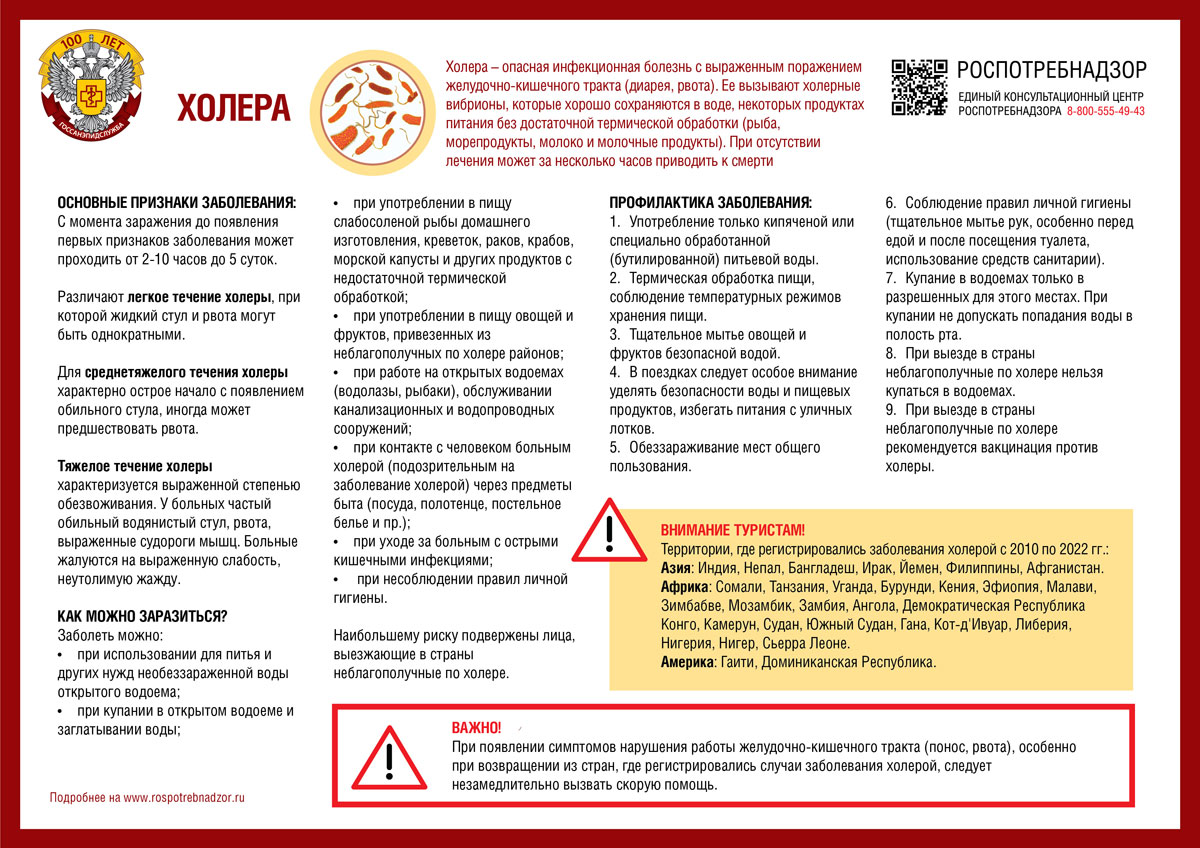 100 ЛЕТ
ГОССАНЭПИДСЛУЖБА
ХОЛЕРА
Холера – опасная инфекционная болезнь с выраженным поражением
желудочно-кишечного тракта (диарея, рвота). Ее вызывают холерные
вибрионы, которые хорошо сохраняются в воде, некоторых продуктах
питания без достаточной термической обработки (рыба,
морепродукты, молоко и молочные продукты). При отсутствии
лечения может за несколько часов приводить к смерти
РОСПОТРЕБНАДЗОР
ЕДИНЫЙ КОНСУЛЬТАЦИОННЫЙ ЦЕНТР
РОСПОТРЕБНАДЗОРА 8-800-555-49-43
ОСНОВНЫЕ ПРИЗНАКИ ЗАБОЛЕВАНИЯ:
С момента заражения до появления
первых признаков заболевания может
проходить от 2-10 часов до 5 суток.
Различают легкое течение холеры, при
которой жидкий стул и рвота могут
быть однократными.
Для среднетяжелого течения холеры
характерно острое начало с появлением
обильного стула, иногда может
предшествовать рвота.
Тяжелое течение холеры
характеризуется выраженной степенью
обезвоживания. У больных частый
обильный водянистый стул, рвота,
выраженные судороги мышц. Больные
жалуются на выраженную слабость,
неутолимую жажду.
КАК МОЖНО ЗАРАЗИТЬСЯ?
Заболеть можно:
• при использовании для питья и
других нужд необеззараженной воды
открытого водоема;
• при купании в открытом водоеме и
заглатывании воды;
• при употреблении в пищу
слабосоленой рыбы домашнего
изготовления, креветок, раков, крабов,
морской капусты и других продуктов с
недостаточной термической
обработкой;
• при употреблении в пищу овощей и
фруктов, привезенных из
неблагополучных по холере районов;
• при работе на открытых водоемах
(водолазы, рыбаки), обслуживании
канализационных и водопроводных
сооружений;
• при контакте с человеком больным
холерой (подозрительным на
заболевание холерой) через предметы
быта (посуда, полотенце, постельное
белье и пр.);
• при уходе за больным с острыми
кишечными инфекциями;
• при несоблюдении правил личной
гигиены.
Наибольшему риску подвержены лица,
выезжающие в страны
неблагополучные по холере.
ПРОФИЛАКТИКА ЗАБОЛЕВАНИЯ:
1. Употребление только кипяченой или
специально обработанной
(бутилированной) питьевой воды.
2. Термическая обработка пищи,
соблюдение температурных режимов
хранения пищи.
3. Тщательное мытье овощей и
фруктов безопасной водой.
4. В поездках следует особое внимание
уделять безопасности воды и пищевых
продуктов, избегать питания с уличных
лотков.
5. Обеззараживание мест общего
пользования.
6. Соблюдение правил личной гигиены
(тщательное мытье рук, особенно перед
едой и после посещения туалета,
использование средств санитарии).
7. Купание в водоемах только в
разрешенных для этого местах. При
купании не допускать попадания воды в
полость рта.
8. При выезде в страны
неблагополучные по холере нельзя
купаться в водоемах.
9. При выезде в страны
неблагополучные по холере
рекомендуется вакцинация против
холеры.
ВНИМАНИЕ ТУРИСТАМ!
Территории, где регистрировались заболевания холерой с 2010 по 2022 гг.:
Азия: Индия, Непал, Бангладеш, Ирак, Йемен, Филиппины, Афганистан.
Африка: Сомали, Танзания, Уганда, Бурунди, Кения, Эфиопия, Малави,
Зимбабве, Мозамбик, Замбия, Ангола, Демократическая Республика
Конго, Камерун, Судан, Южный Судан, Гана, Кот-д'Ивуар, Либерия,
Нигерия, Нигер, Сьерра Леоне.
Америка: Гаити, Доминиканская Республика.
ВАЖНО!
При появлении симптомов нарушения работы желудочно-кишечного тракта (понос, рвота), особенно
при возвращении из стран, где регистрировались случаи заболевания холерой, следует
незамедлительно вызвать скорую помощь.
Подробнее на www.rospotrebnadzor.ru